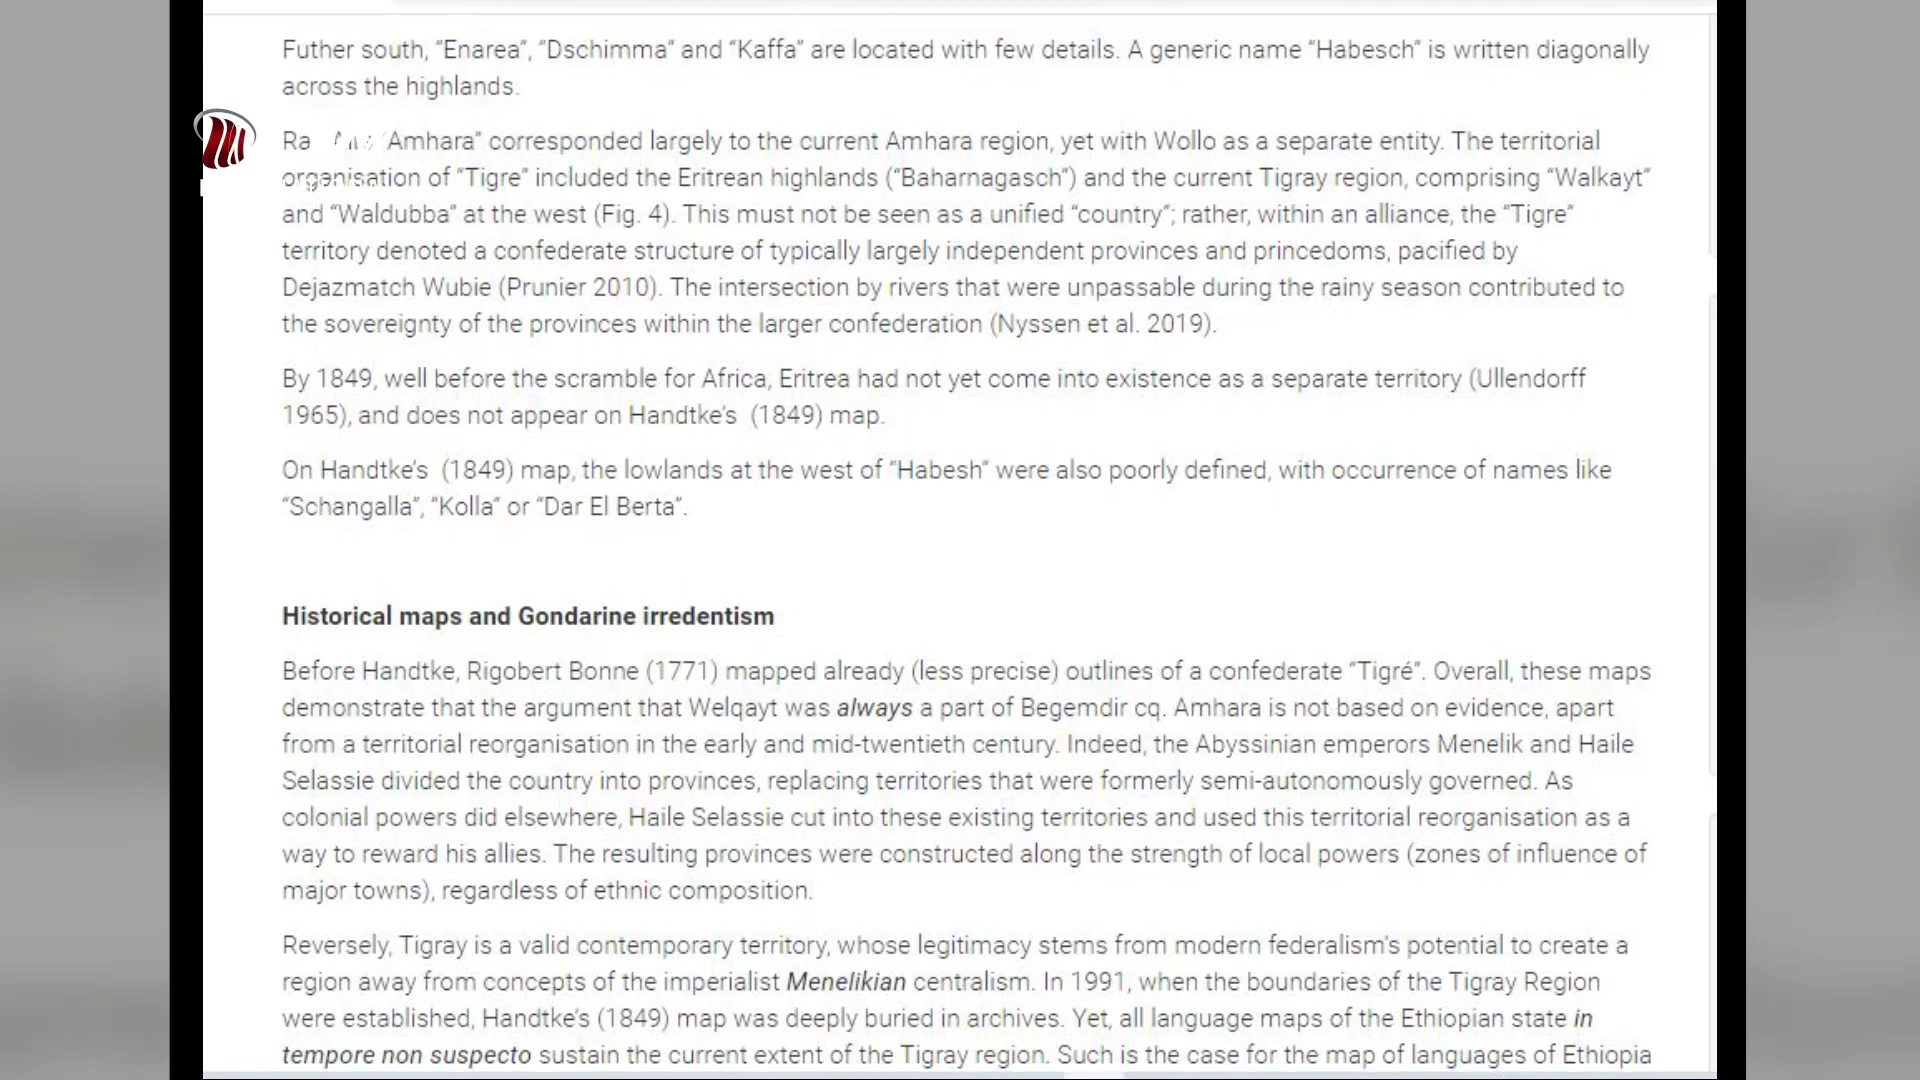 Futher south, “Enarea”, “Dschimma” and “Kaffa” are located with few details. A generic name “Habesch” is written diagonally
across the highlands.
Ra Amhara” corresponded largely to the current Amhara region, yet with Wollo as a separate entity. The territorial
organisation of “Tigre” included the Eritrean highlands (“Baharnagasch”) and the current Tigray region, comprising “Walkayt”
and “Waldubba” at the west (Fig. 4). This must not be seen as a unified “country”; rather, within an alliance, the “Tigre”
territory denoted a confederate structure of typically largely independent provinces and princedoms, pacified by
Dejazmatch Wubie (Prunier 2010). The intersection by rivers that were unpassable during the rainy season contributed to
the sovereignty of the provinces within the larger confederation (Nyssen et al. 2019).
By 1849, well before the scramble for Africa, Eritrea had not yet come into existence as a separate territory (Ullendorff
1965), and does not appear on Handtke’s (1849) map.
On Handtke’s (1849) map, the lowlands at the west of “Habesh” were also poorly defined, with occurrence of names like
“Schangalla”, “Kolla” or “Dar El Berta”.
Historical maps and Gondarine irredentism
Before Handtke, Rigobert Bonne (1771) mapped already (less precise) outlines of a confederate “Tigré”. Overall, these maps
demonstrate that the argument that Welqayt was always a part of Begemdir cq. Amhara is not based on evidence, apart
from a territorial reorganisation in the early and mid-twentieth century. Indeed, the Abyssinian emperors Menelik and Haile
Selassie divided the country into provinces, replacing territories that were formerly semi-autonomously governed. As
colonial powers did elsewhere, Haile Selassie cut into these existing territories and used this territorial reorganisation as a
way to reward his allies. The resulting provinces were constructed along the strength of local powers (zones of influence of
major towns), regardless of ethnic composition.
Reversely, Tigray is a valid contemporary territory, whose legitimacy stems from modern federalism’s potential to create a
region away from concepts of the imperialist Menelikian centralism. In 1991, when the boundaries of the Tigray Region
were established, Handtke’s (1849) map was deeply buried in archives. Yet, all language maps of the Ethiopian state in
tempore non suspecto sustain the current extent of the Tigray region. Such is the case for the map of languages of Ethiopia